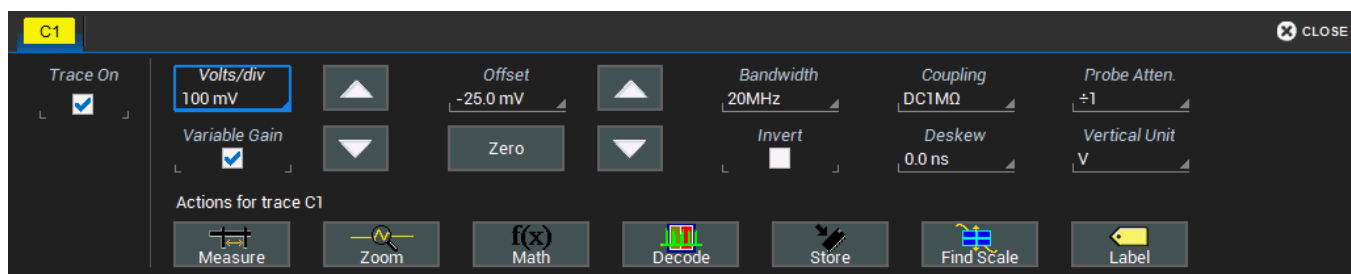 C1
CLOSE
Trace On
Volts/div
100 mV
Offset
-25.0 mV
Bandwidth
20MHz
Coupling
DC1MΩ
Probe Atten.
÷1
Variable Gain
Zero
Invert
Deskew
0.0 ns
Vertical Unit
V
Actions for trace C1
Measure
Zoom
f(x)
Math
Decode
Store
Find Scale
Label